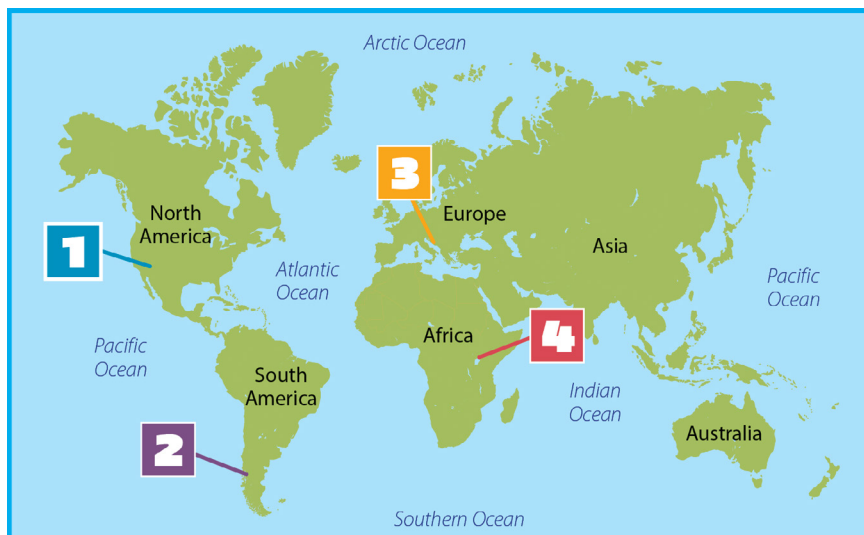 Arctic Ocean
3
North
America
Europe
1
Asia
Atlantic
Ocean
Pacific
Ocean
Africa
4
Pacific
Ocean
South
America
Indian
Ocean
2
Australia
Southern Ocean